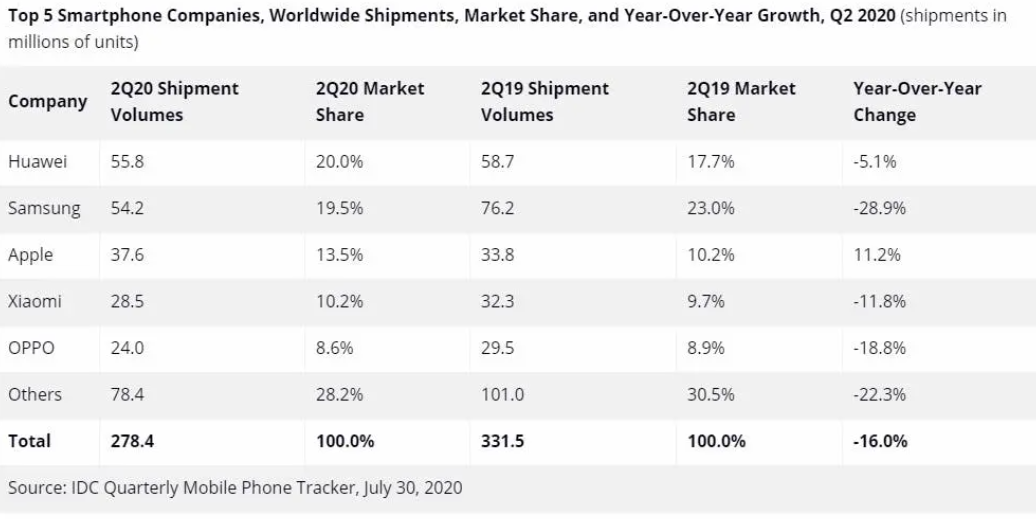 Top 5 Smartphone Companies, Worldwide Shipments, Market Share, and Year-Over-Year Growth, Q2 2020 (shipments in
millions of units)
Company 2Q20 Shipment Volumes 2Q20 Market Share 2Q19 Shipment Volumes 2Q19 Market Share Year-Over-Year Change
Huawei 55.8 20.0% 58.7 17.7% -5.1%
Samsung 54.2 19.5% 76.2 23.0% -28.9%
Apple 37.6 13.5% 33.8 10.2% 11.2%
Xiaomi 28.5 10.2% 32.3 9.7% -11.8%
OPPO 24.0 8.6% 29.5 8.9% -18.8%
Others 78.4 28.2% 101.0 30.5% -22.3%
Total 278.4 100.0% 331.5 100.0% -16.0%
Source: IDC Quarterly Mobile Phone Tracker, July 30, 2020